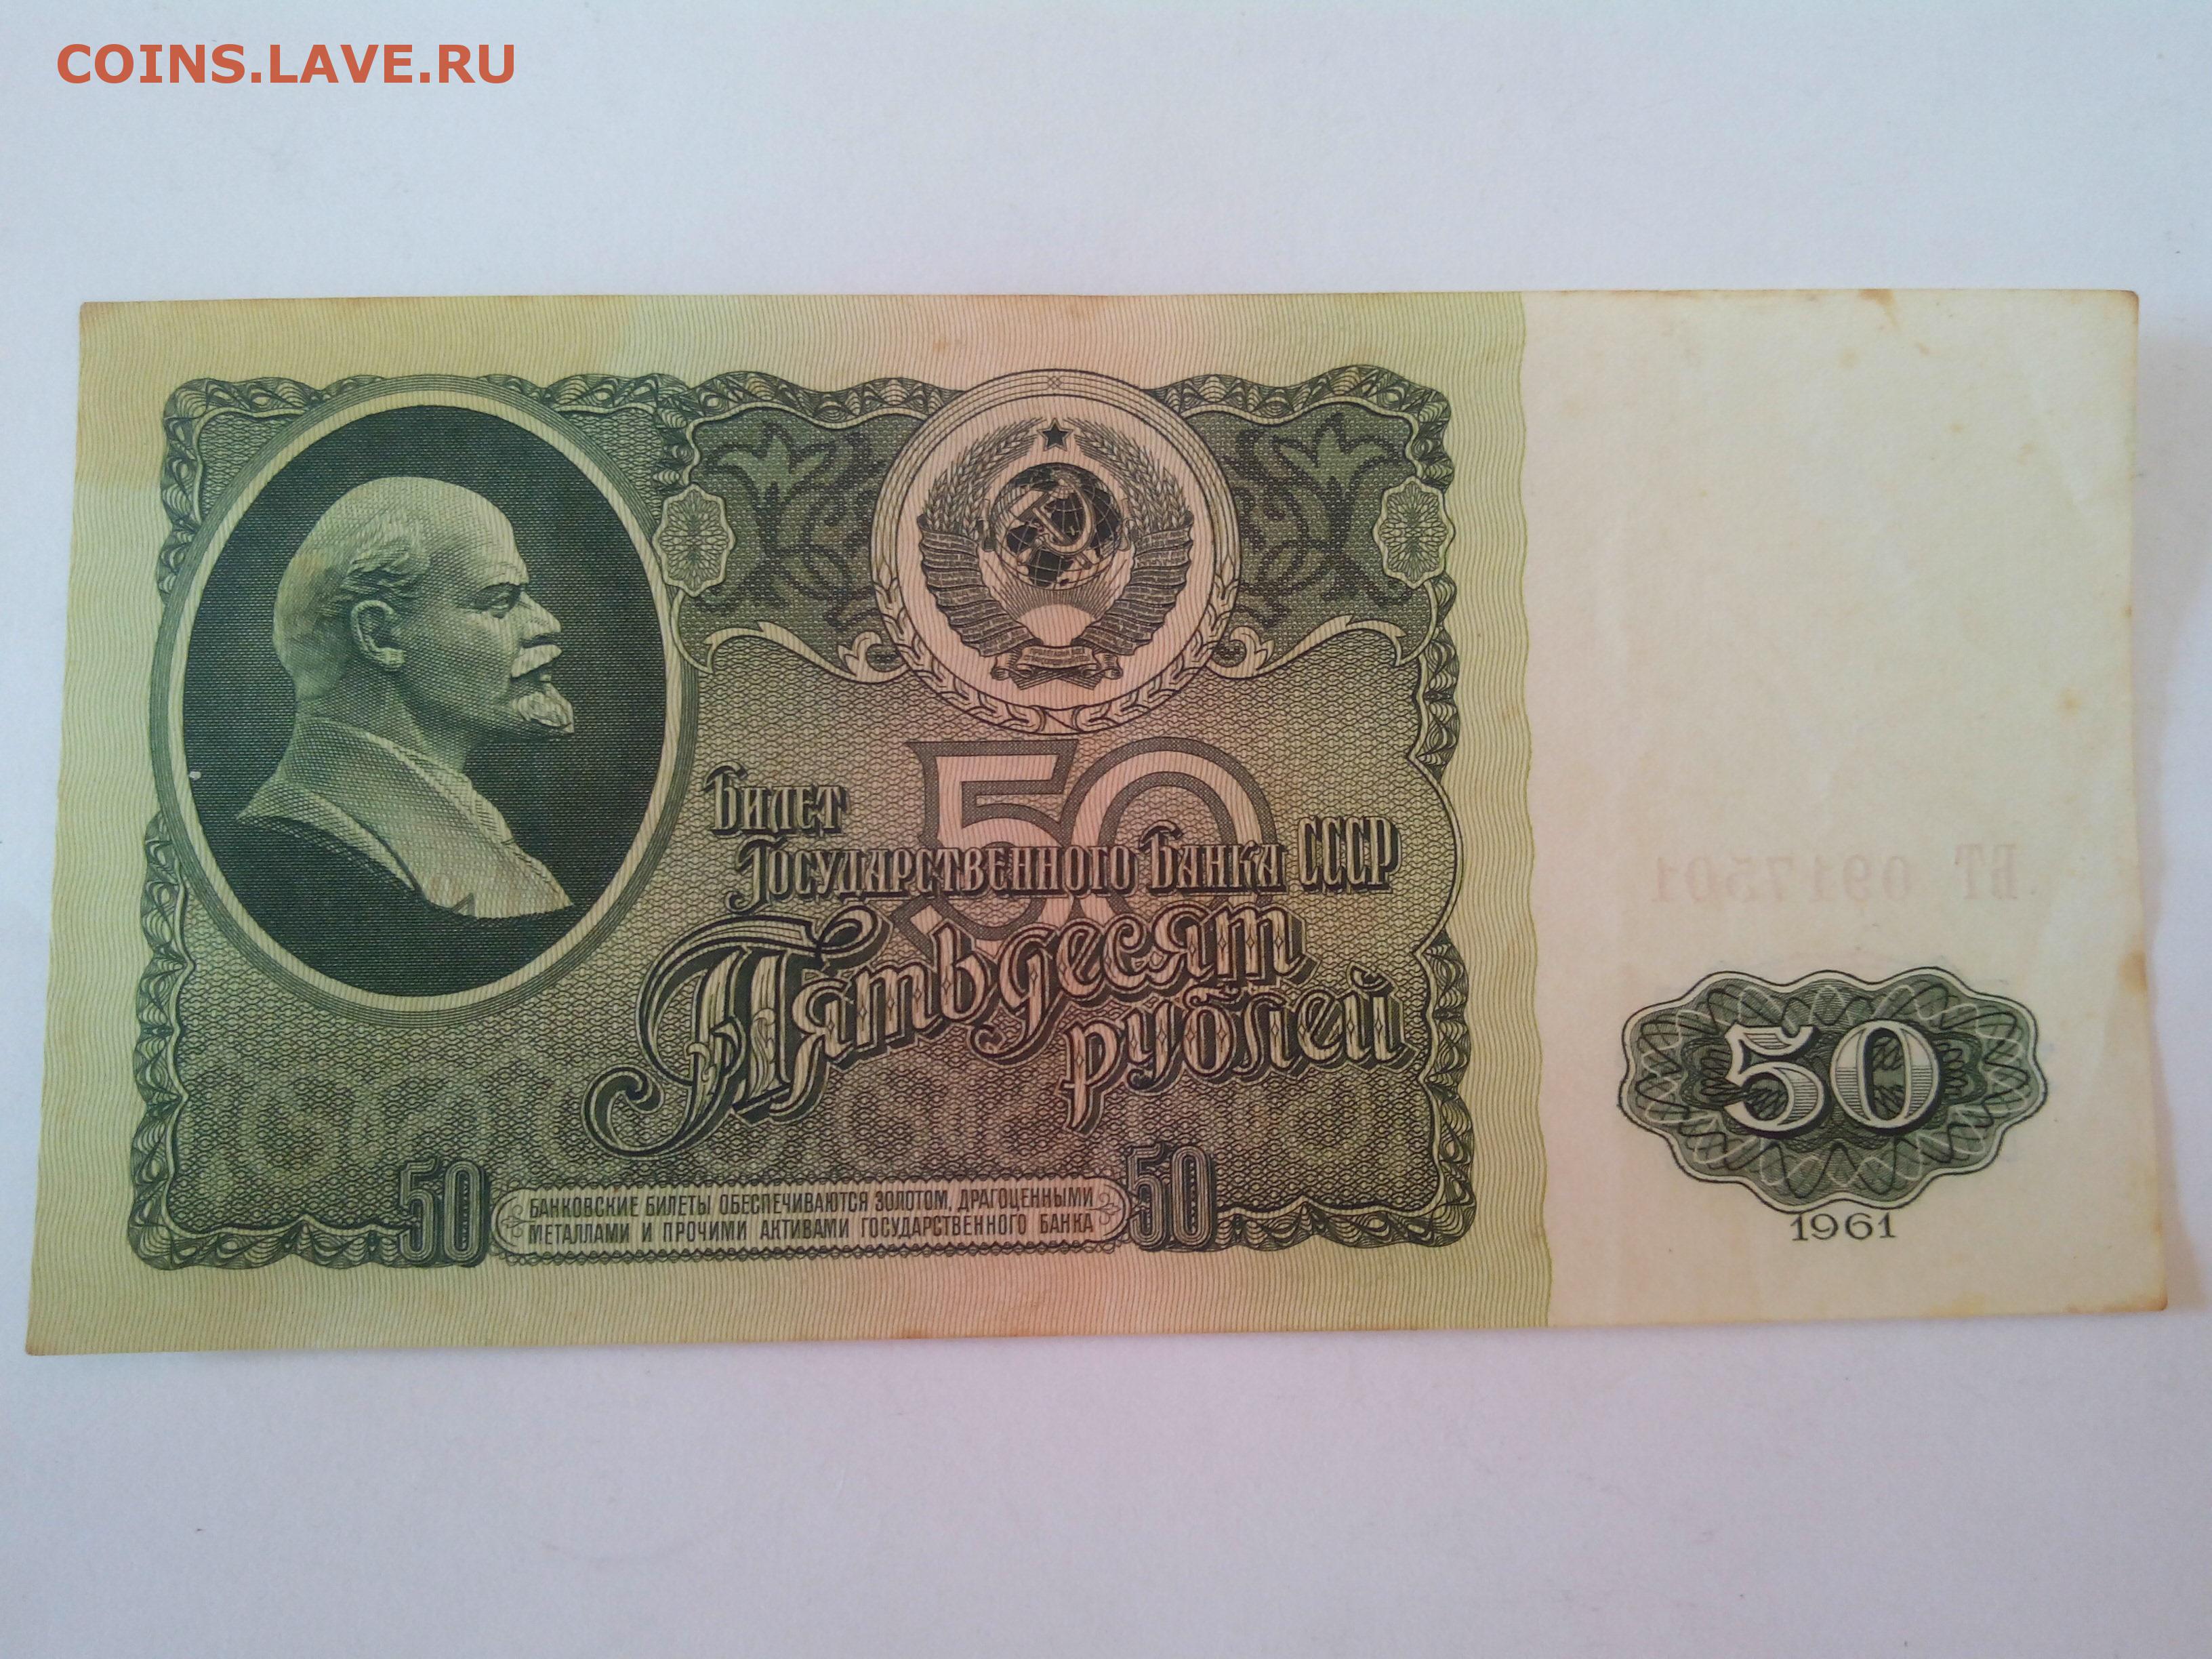 COINS.LAVE.RU
50
Билет
Государственного Банка СССР
Пятьдесят
рублей
50
БАНКОВСКИЕ БИЛЕТЫ ОБЕСПЕЧИВАЮТСЯ ЗОЛОТОМ, ДРАГОЦЕННЫМИ
МЕТАЛЛАМИ И ПРОЧИМИ АКТИВАМИ ГОСУДАРСТВЕННОГО БАНКА
50
0917501
50
1961